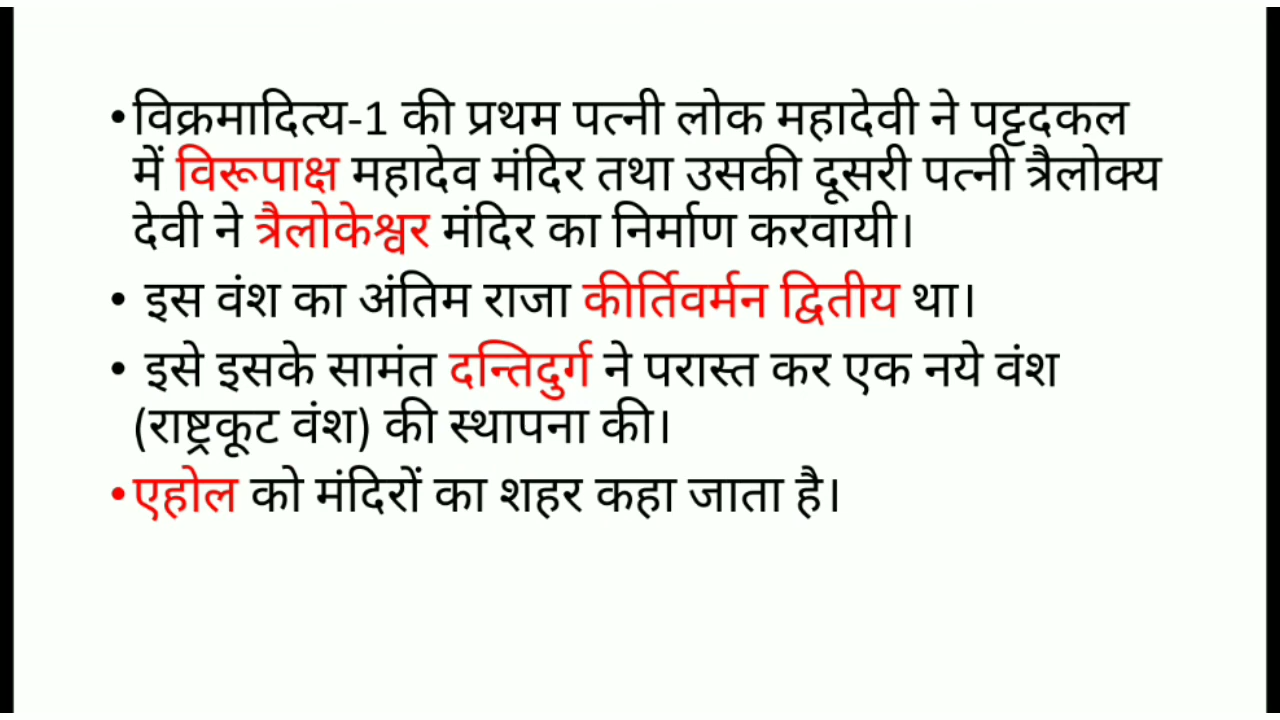 •विक्रमादित्य-1 की प्रथम पत्नी लोक महादेवी ने पट्टदकल
में विरूपाक्ष महादेव मंदिर तथा उसकी दूसरी पत्नी त्रैलोक्य
देवी ने त्रैलोकेश्वर मंदिर का निर्माण करवायी।
• इस वंश का अंतिम राजा कीर्तिवर्मन द्वितीय था।
• इसे इसके सामंत दन्तिदुर्ग ने परास्त कर एक नये वंश
(राष्ट्रकूट वंश) की स्थापना की।
•एहोल को मंदिरों का शहर कहा जाता है।